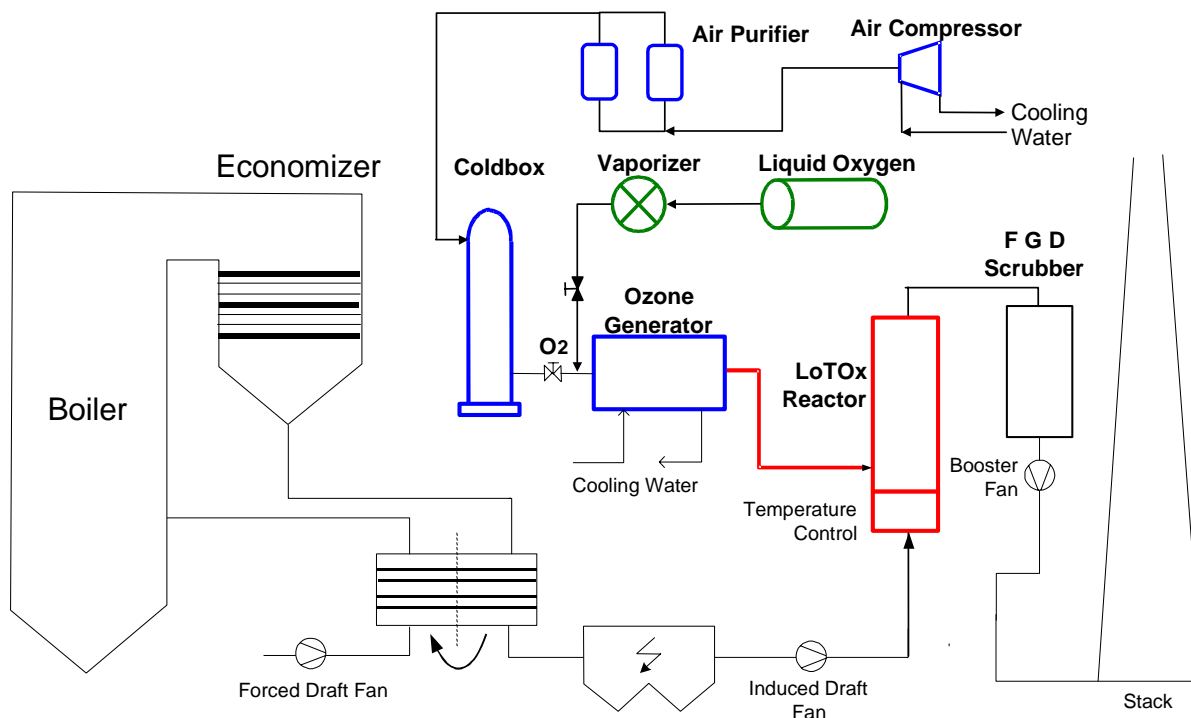 Air Purifier
Air Compressor
Cooling
Water
Economizer
Coldbox
Vaporizer
Liquid Oxygen
F G D
Scrubber
Ozone
Generator
O2
LoTOx
Reactor
Boiler
Booster
Fan
Cooling Water
Temperature
Control
Forced Draft Fan
Induced Draft
Fan
Stack